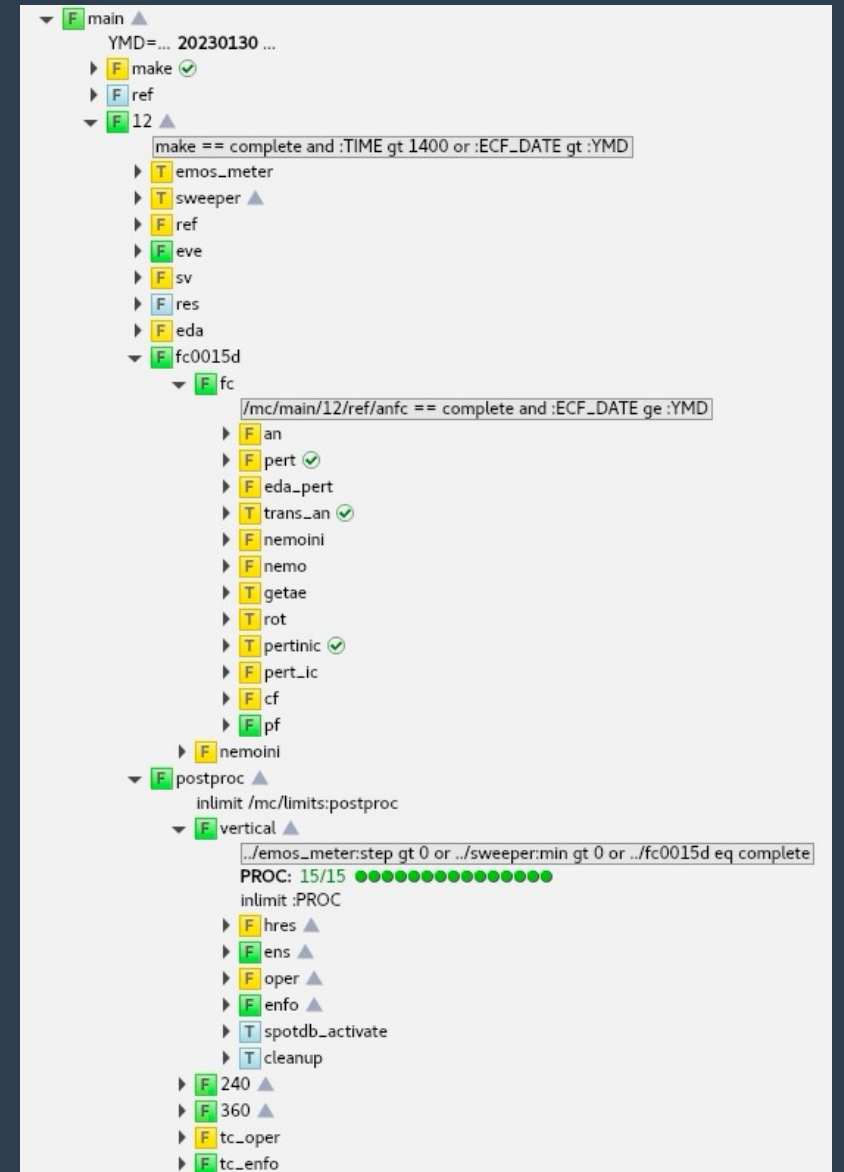 F main
YMD=... 20230130 ...
F make
F ref
F 12
make == complete and :TIME gt 1400 or :ECF_DATE gt :YMD
T emos_meter
T sweeper
F ref
F eve
F sv
F res
F eda
F fc0015d
F fc
/mc/main/12/ref/anfc == complete and :ECF_DATE ge :YMD
F an
F pert
F eda_pert
T trans_an
F nemoini
F nemo
T getae
T rot
T pertinic
F pert_ic
F cf
F pf
F nemoini
F postproc
inlimit /mc/limits:postproc
F vertical
../emos_meter:step gt 0 or ../sweeper:min gt 0 or ../fc0015d eq complete
PROC: 15/15
inlimit :PROC
F hres
F ens
F oper
F enfo
T spotdb_activate
T cleanup
F 240
F 360
F tc_oper
F tc_enfo